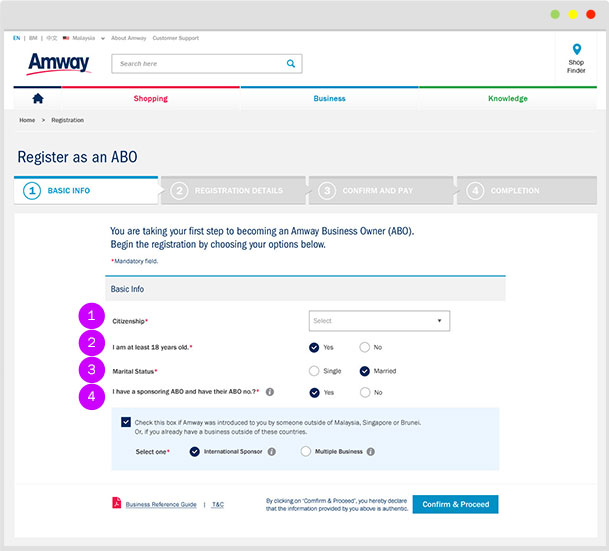 EN | BM | 中文 Malaysia About Amway Customer Support
Amway
Search here
Shop
Finder
Shopping Business Knowledge
Home > Registration
Register as an ABO
1 BASIC INFO 2 REGISTRATION DETAILS 3 CONFIRM AND PAY 4 COMPLETION
You are taking your first step to becoming an Amway Business Owner (ABO).
Begin the registration by choosing your options below.
*Mandatory field.
Basic Info
1 Citizenship* Select
2 I am at least 18 years old.* Yes No
3 Marital Status* Single Married
4 I have a sponsoring ABO and have their ABO no.?* i Yes No
Check this box if Amway was introduced to you by someone outside of Malaysia, Singapore or Brunei.
Or, if you already have a business outside of these countries.
Select one* International Sponsor i Multiple Business i
Business Reference Guide | T&C
By clicking on 'Comfirm & Proceed', you hereby declare
that the information provided by you above is authentic.
Confirm & Proceed